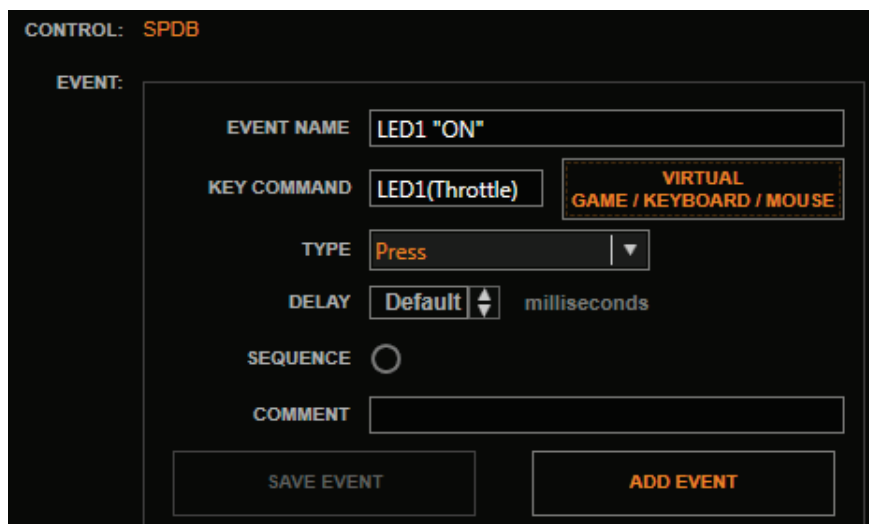 CONTROL: SPDB
EVENT:
EVENT NAME LED1 "ON"
KEY COMMAND LED1(Throttle) VIRTUAL
GAME / KEYBOARD / MOUSE
TYPE Press
DELAY Default milliseconds
SEQUENCE
COMMENT
SAVE EVENT ADD EVENT